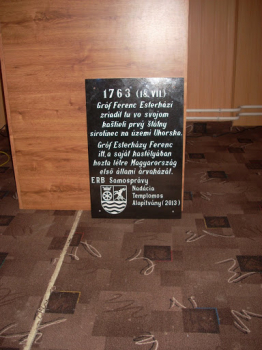 1763 (18.VII.)
Gróf Ferenc Esterházi
zriadil tu vo svojom
kaštieli prvý štátny
sirotinec na území Uhorska.
Gróf Esterházy Ferenc
itt, a saját kastélyában
hozta létre Magyarország
első állami árvaházát.
ERB Samosprávy
Nadácia
Templomos
Alapítvány (2013)